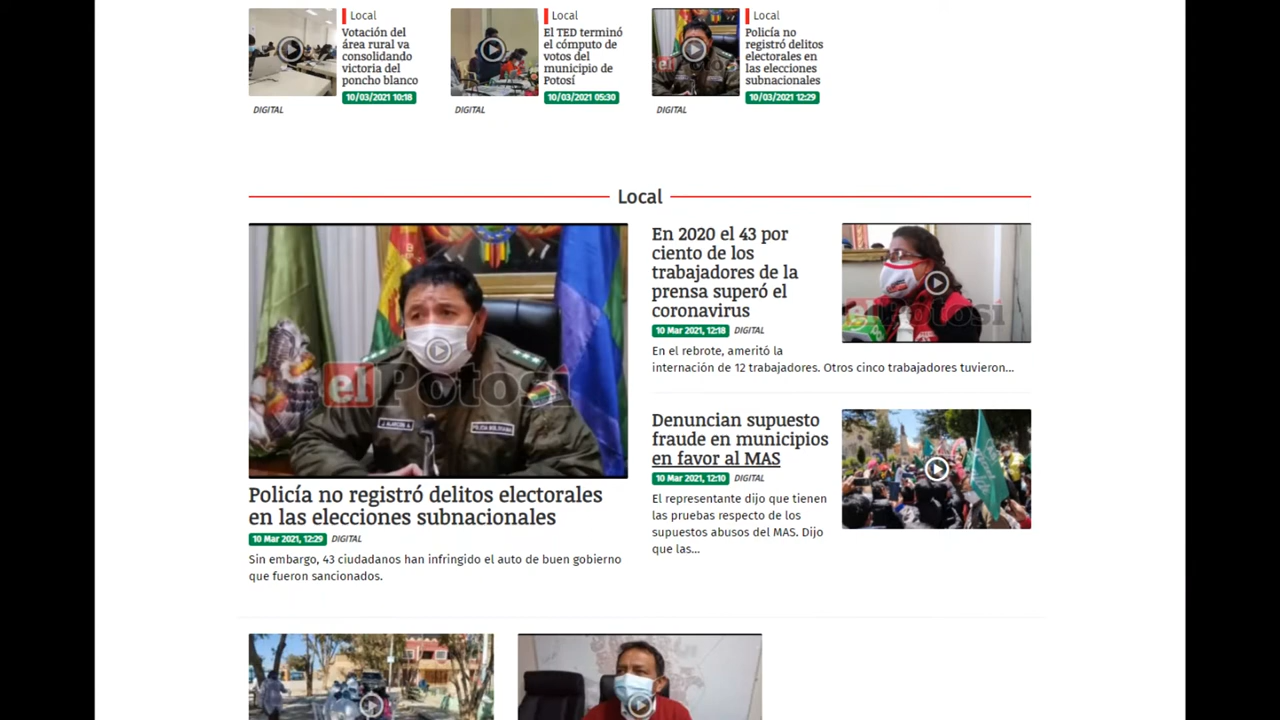 Local
Votación del
área rural va
consolidando
victoria del
poncho blanco
10/03/2021 10:18
DIGITAL
Local
El TED terminó
el cómputo de
votos del
municipio de
Potosí
10/03/2021 05:30
DIGITAL
Local
Policía no
registró delitos
electorales en
las elecciones
subnacionales
10/03/2021 12:29
DIGITAL
Local
el Potosí
J. ALARCON A.
POLICIA BOLIVIANA
Policía no registró delitos electorales
en las elecciones subnacionales
10 Mar 2021, 12:29 DIGITAL
Sin embargo, 43 ciudadanos han infringido el auto de buen gobierno
que fueron sancionados.
En 2020 el 43 por
ciento de los
trabajadores de la
prensa superó el
coronavirus
10 Mar 2021, 12:18 DIGITAL
En el rebrote, ameritó la
internación de 12 trabajadores. Otros cinco trabajadores tuvieron...
el Potosí
Denuncian supuesto
fraude en municipios
en favor al MAS
10 Mar 2021, 12:10 DIGITAL
El representante dijo que tienen
las pruebas respecto de los
supuestos abusos del MAS. Dijo
que las...